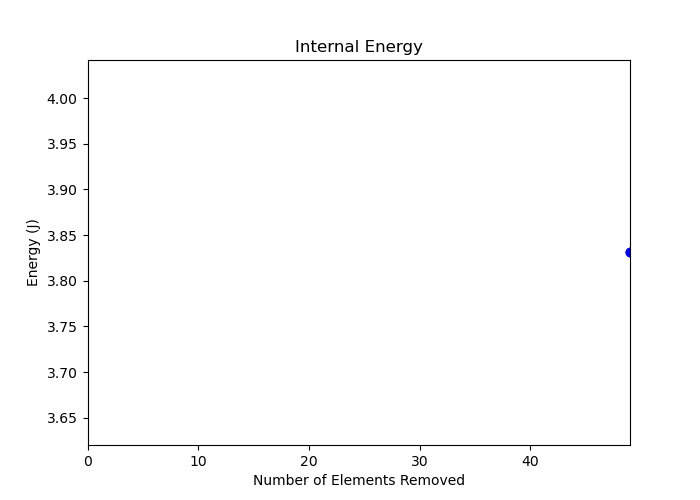 Internal Energy
Energy (J)
4.00
3.95
3.90
3.85
3.80
3.75
3.70
3.65
0 10 20 30 40
Number of Elements Removed